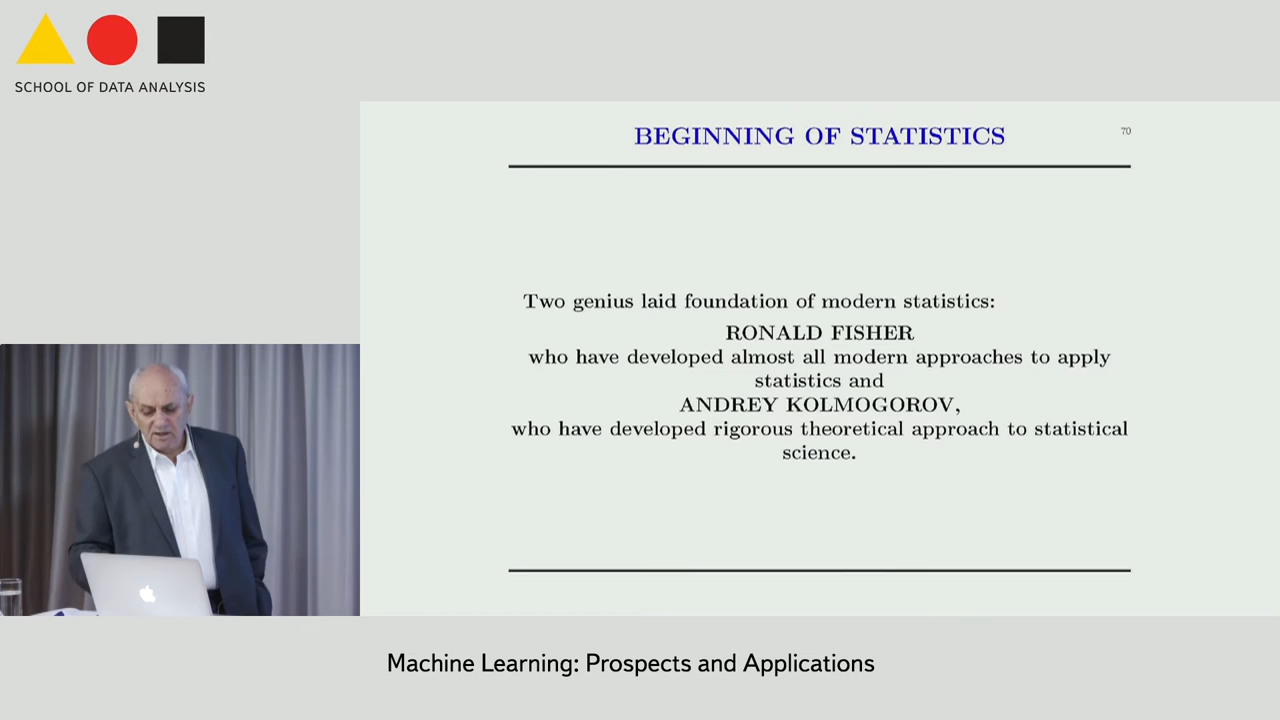 SCHOOL OF DATA ANALYSIS
BEGINNING OF STATISTICS
70
Two genius laid foundation of modern statistics:
RONALD FISHER
who have developed almost all modern approaches to apply
statistics and
ANDREY KOLMOGOROV,
who have developed rigorous theoretical approach to statistical
science.
Machine Learning: Prospects and Applications